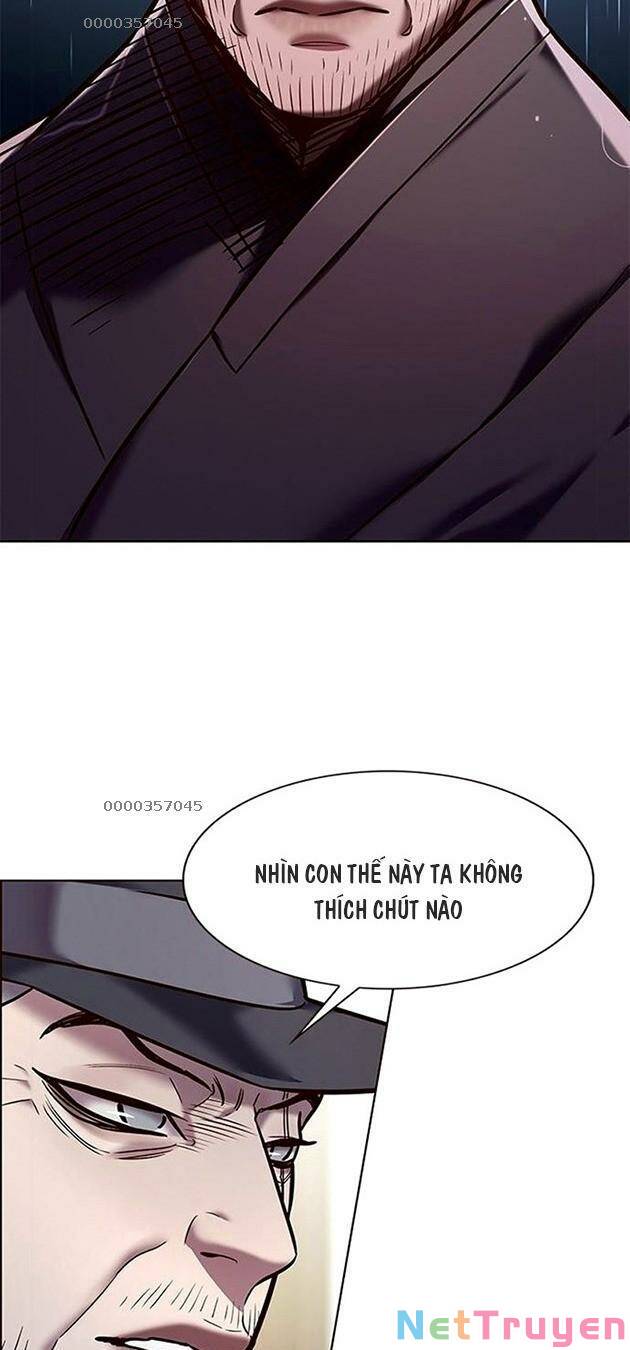 0000357045
0000357045
NHÌN CON THẾ NÀY TA KHÔNG
THÍCH CHÚT NÀO
NetTruyen